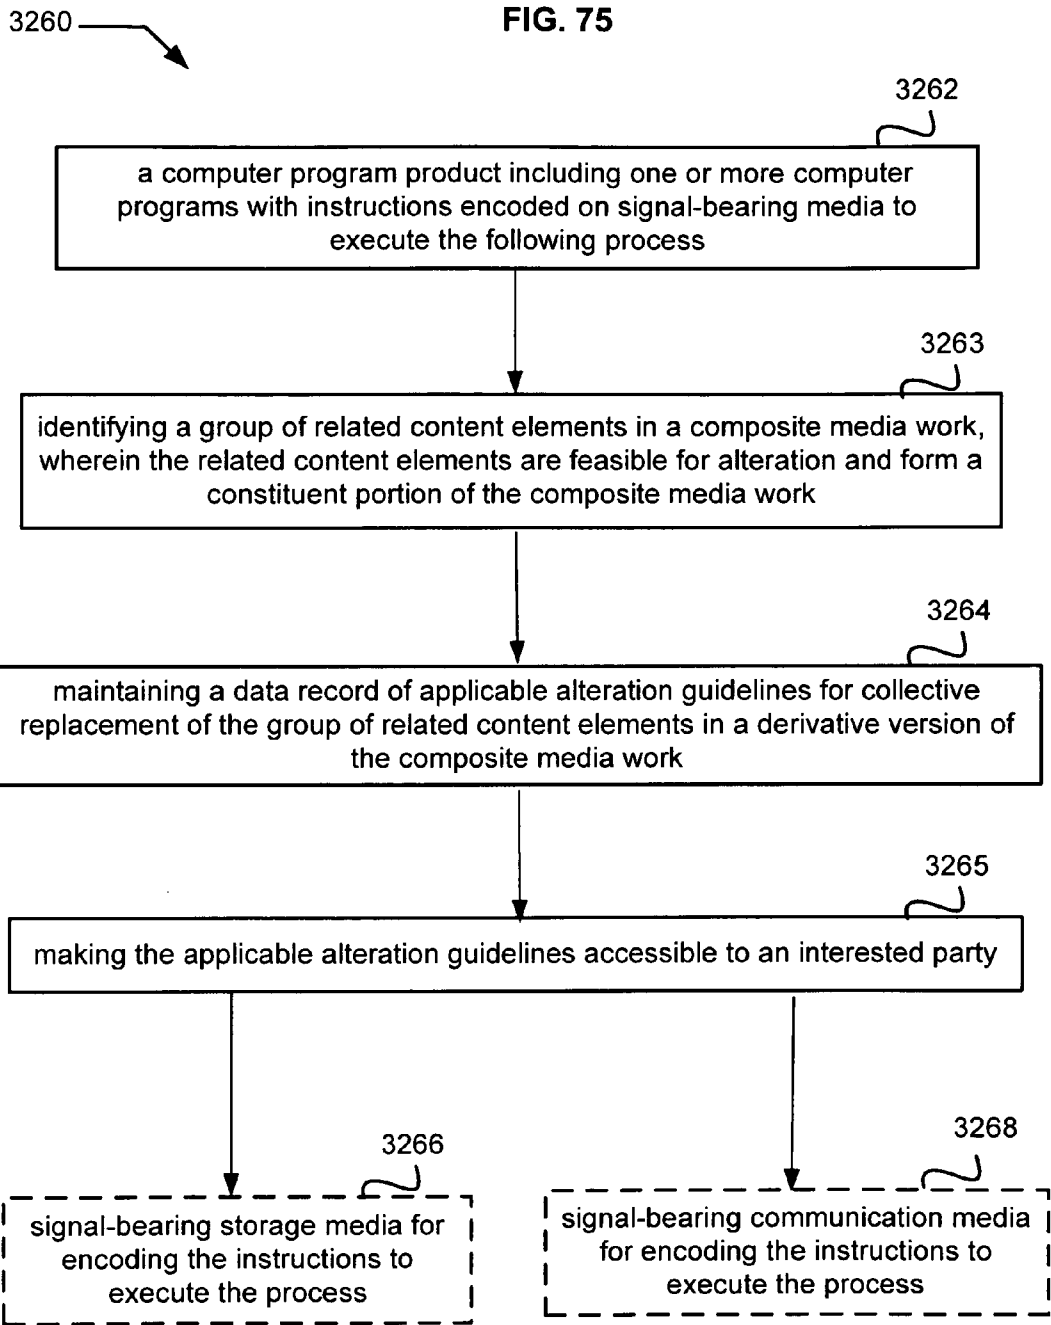 3260
FIG. 75
3262
a computer program product including one or more computer
programs with instructions encoded on signal-bearing media to
execute the following process
3263
identifying a group of related content elements in a composite media work,
wherein the related content elements are feasible for alteration and form a
constituent portion of the composite media work
3264
maintaining a data record of applicable alteration guidelines for collective
replacement of the group of related content elements in a derivative version of
the composite media work
3265
making the applicable alteration guidelines accessible to an interested party
3266
signal-bearing storage media for
encoding the instructions to
execute the process
3268
signal-bearing communication media
for encoding the instructions to
execute the process